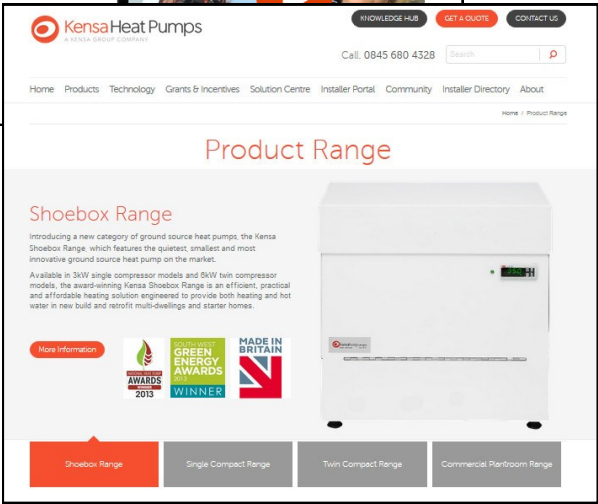 KNOWLEDGE HUB GET A QUOTE CONTACT US
Kensa Heat Pumps
A KENSA GROUP COMPANY
Call: 0845 680 4328 Search
Home Products Technology Grants & Incentives Solution Centre Installer Portal Community Installer Directory About
Home / Product Range
Product Range
Shoebox Range
Introducing a new category of ground source heat pumps, the Kensa
Shoebox Range, which features the quietest, smallest and most
innovative ground source heat pump on the market.
Available in 3kW single compressor models and 6kW twin compressor
models, the award-winning Kensa Shoebox Range is an efficient, practical
and affordable heating solution engineered to provide both heating and hot
water in new build and retrofit multi-dwellings and starter homes.
More Information
NATIONAL HEAT PUMP
AWARDS
WINNER
2013
SOUTH WEST
GREEN
ENERGY
AWARDS
2013
WINNER
MADE IN
BRITAIN
Shoebox Range Single Compact Range Twin Compact Range Commercial Plantroom Range